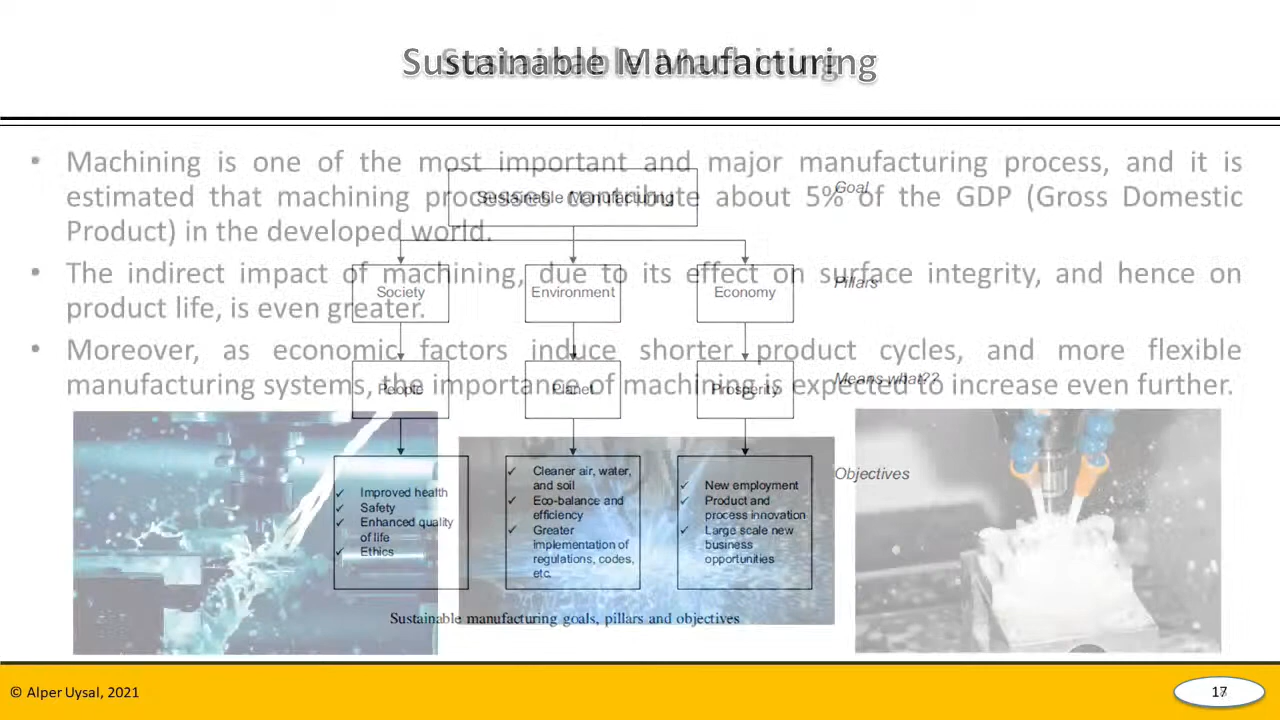 Sustainable Manufacturing
Sustainable Machining
• Machining is one of the most important and major manufacturing process, and it is
estimated that machining processes contribute about 5% of the GDP (Gross Domestic
Product) in the developed world.
• The indirect impact of machining, due to its effect on surface integrity, and hence on
product life, is even greater.
• Moreover, as economic factors induce shorter product cycles, and more flexible
manufacturing systems, the importance of machining is expected to increase even further.
Sustainable Manufacturing
Goal
Society
Environment
Economy
Pillars
People
Planet
Prosperity
Means what??
✓ Improved health
✓ Safety
✓ Enhanced quality
of life
✓ Ethics
✓ Cleaner air, water,
and soil
✓ Eco-balance and
efficiency
✓ Greater
implementation of
regulations, codes,
etc.
✓ New employment
✓ Product and
process innovation
✓ Large scale new
business
opportunities
Objectives
Sustainable manufacturing goals, pillars and objectives
© Alper Uysal, 2021